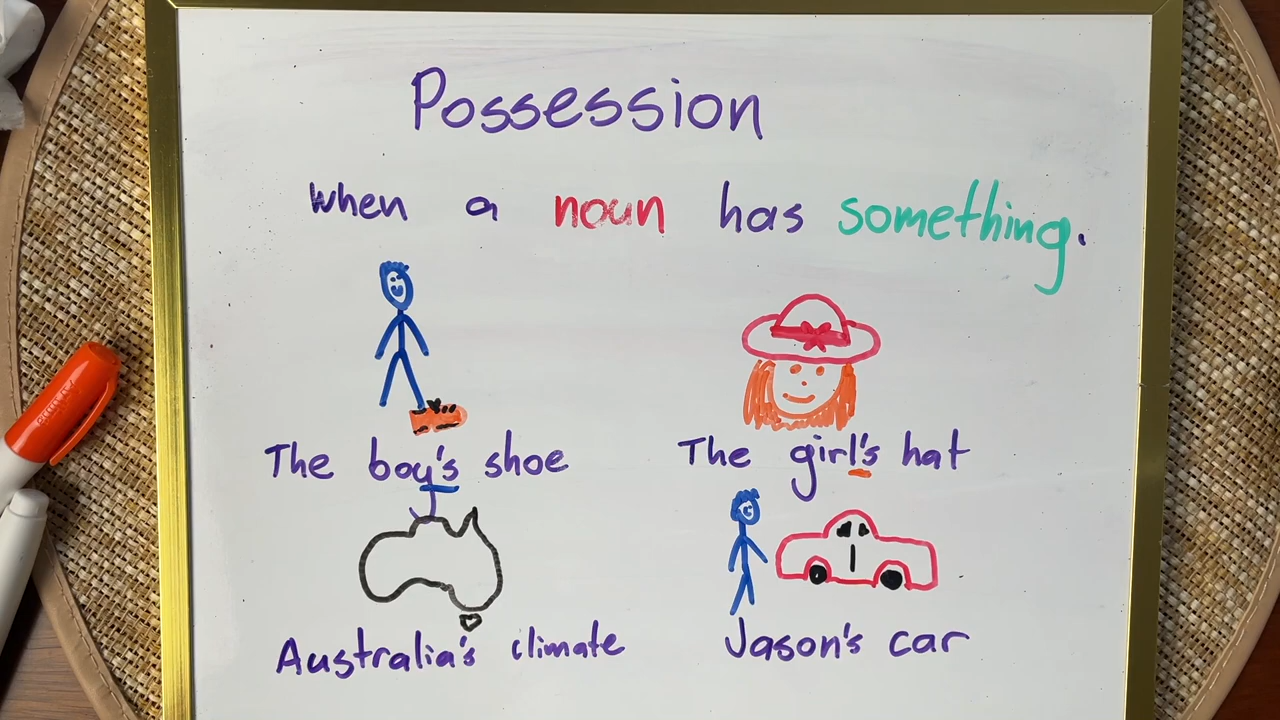 Possession
when a noun has something.
The boy's shoe
The girl's hat
Australia's climate
Jason's car